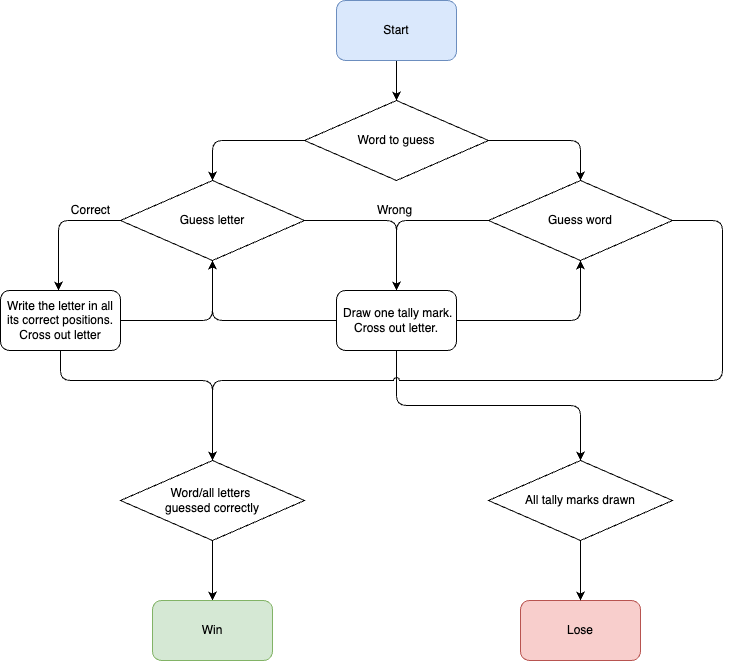 Start
Word to guess
Correct
Guess letter
Wrong
Guess word
Write the letter in all
its correct positions.
Cross out letter
Draw one tally mark.
Cross out letter.
Word/all letters
guessed correctly
All tally marks drawn
Win
Lose